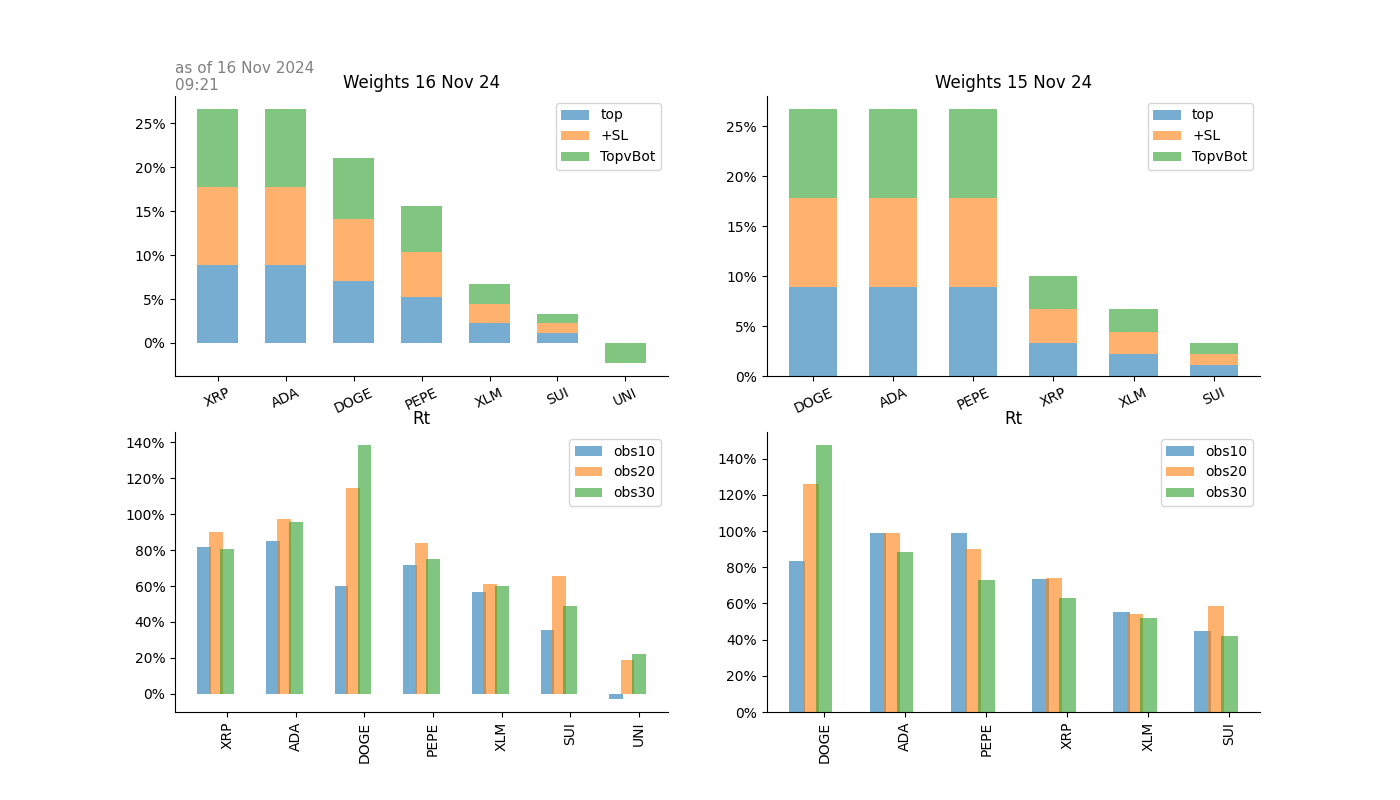 as of 16 Nov 2024
09:21
Weights 16 Nov 24
25%
20%
15%
10%
5%
0%
top
+SL
TopvBot
XRP ADA DOGE PEPE XLM SUI UNI
Weights 15 Nov 24
25%
20%
15%
10%
5%
0%
top
+SL
TopvBot
DOGE ADA PEPE XRP XLM SUI
Rt
140%
120%
100%
80%
60%
40%
20%
0%
obs10
obs20
obs30
XRP ADA DOGE PEPE XLM SUI UNI
Rt
140%
120%
100%
80%
60%
40%
20%
0%
obs10
obs20
obs30
DOGE ADA PEPE XRP XLM SUI